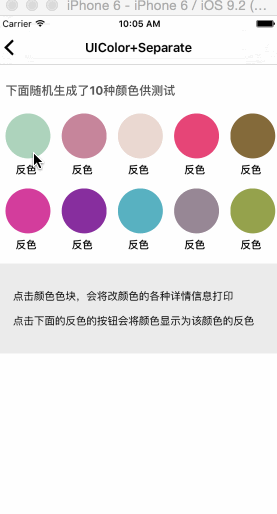 iPhone 6 - iPhone 6 / iOS 9.2 (...
Carrier 10:05 AM
UIColor+Separate
下面随机生成了10种颜色供测试
反色 反色 反色 反色 反色
反色 反色 反色 反色 反色
点击颜色色块，会将改颜色的各种详情信息打印
点击下面的反色的按钮会将颜色显示为该颜色的反色